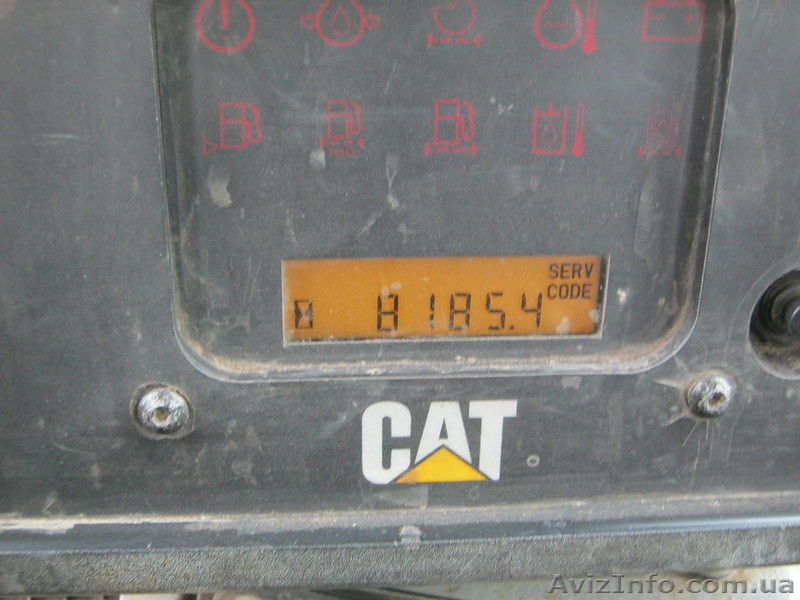 SERV
CODE
8185.4
CAT
AvizInfo.com.ua